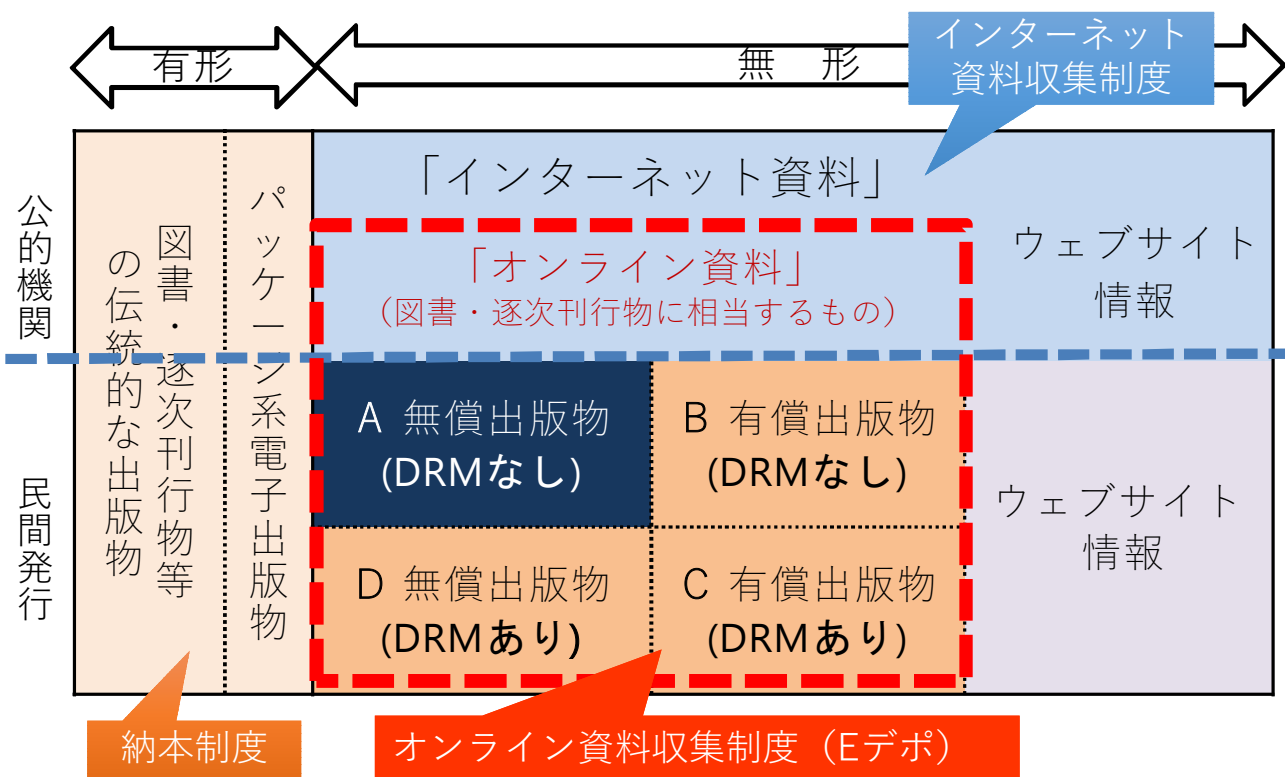 有形
無　形
インターネット
資料収集制度
公的機関
民間発行
図書・逐次刊行物等
の伝統的な出版物
パッケージ系電子出版物
「インターネット資料」
「オンライン資料」
（図書・逐次刊行物に相当するもの）
ウェブサイト
情報
A 無償出版物
(DRMなし)
B 有償出版物
(DRMなし)
D 無償出版物
(DRMあり)
C 有償出版物
(DRMあり)
ウェブサイト
情報
納本制度
オンライン資料収集制度（Eデポ）